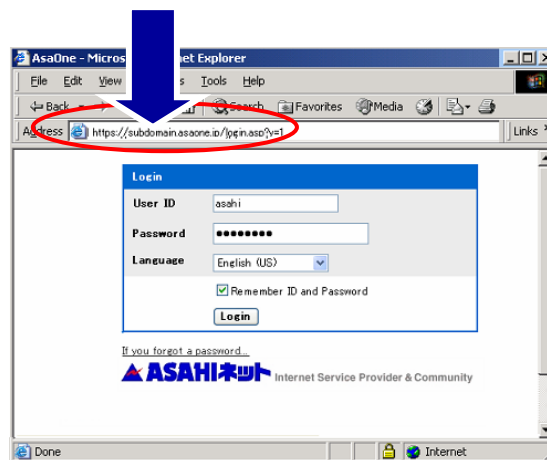 AsaOne - Micros et Explorer
File Edit View s Tools Help
Back Search Favorites Media
Address https://subdomain.asaone.jp/login.asp?v=1 Links
Login
User ID asahi
Password ●●●●●●●●
Language English (US)
Remember ID and Password
Login
If you forgot a password...
ASAHIネット Internet Service Provider & Community
Done Internet